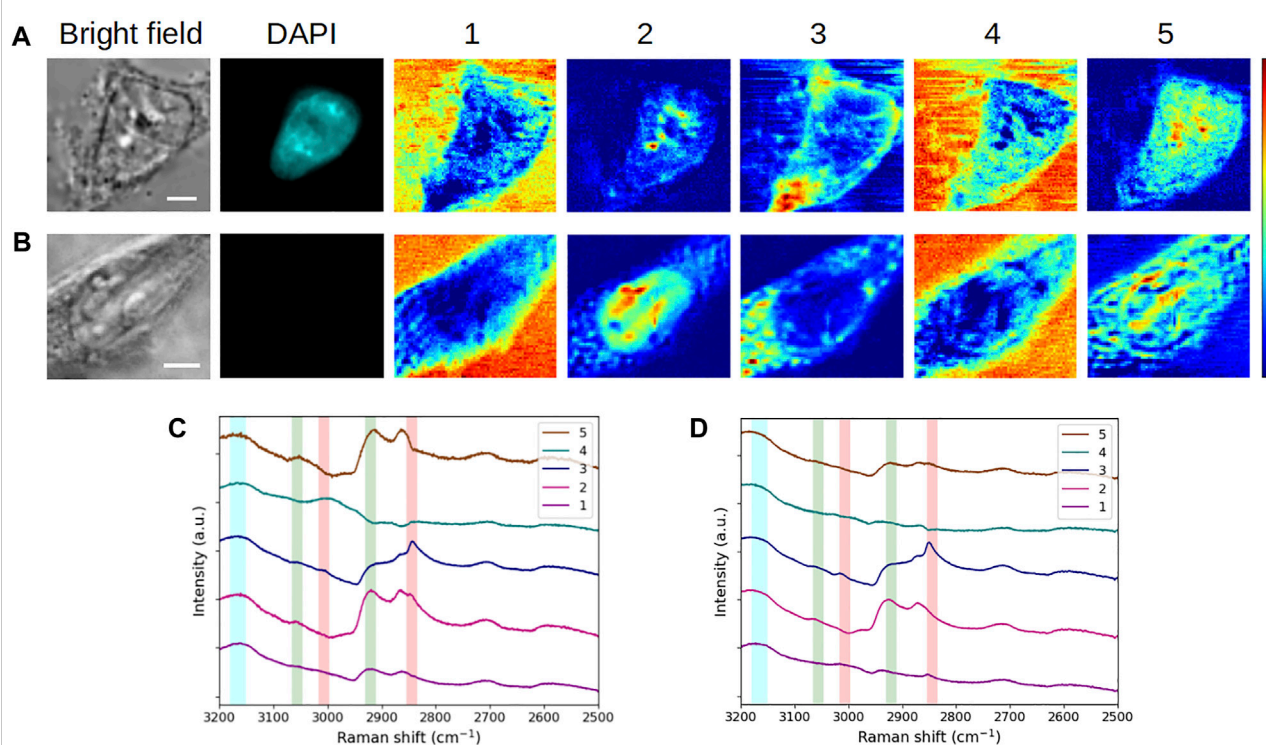 A Bright field DAPI 1 2 3 4 5
B
C D
5 5
4 4
3 3
2 2
1 1
Intensity (a.u.) Intensity (a.u.)
3200 3100 3000 2900 2800 2700 2600 2500 3200 3100 3000 2900 2800 2700 2600 2500
Raman shift (cm⁻¹) Raman shift (cm⁻¹)